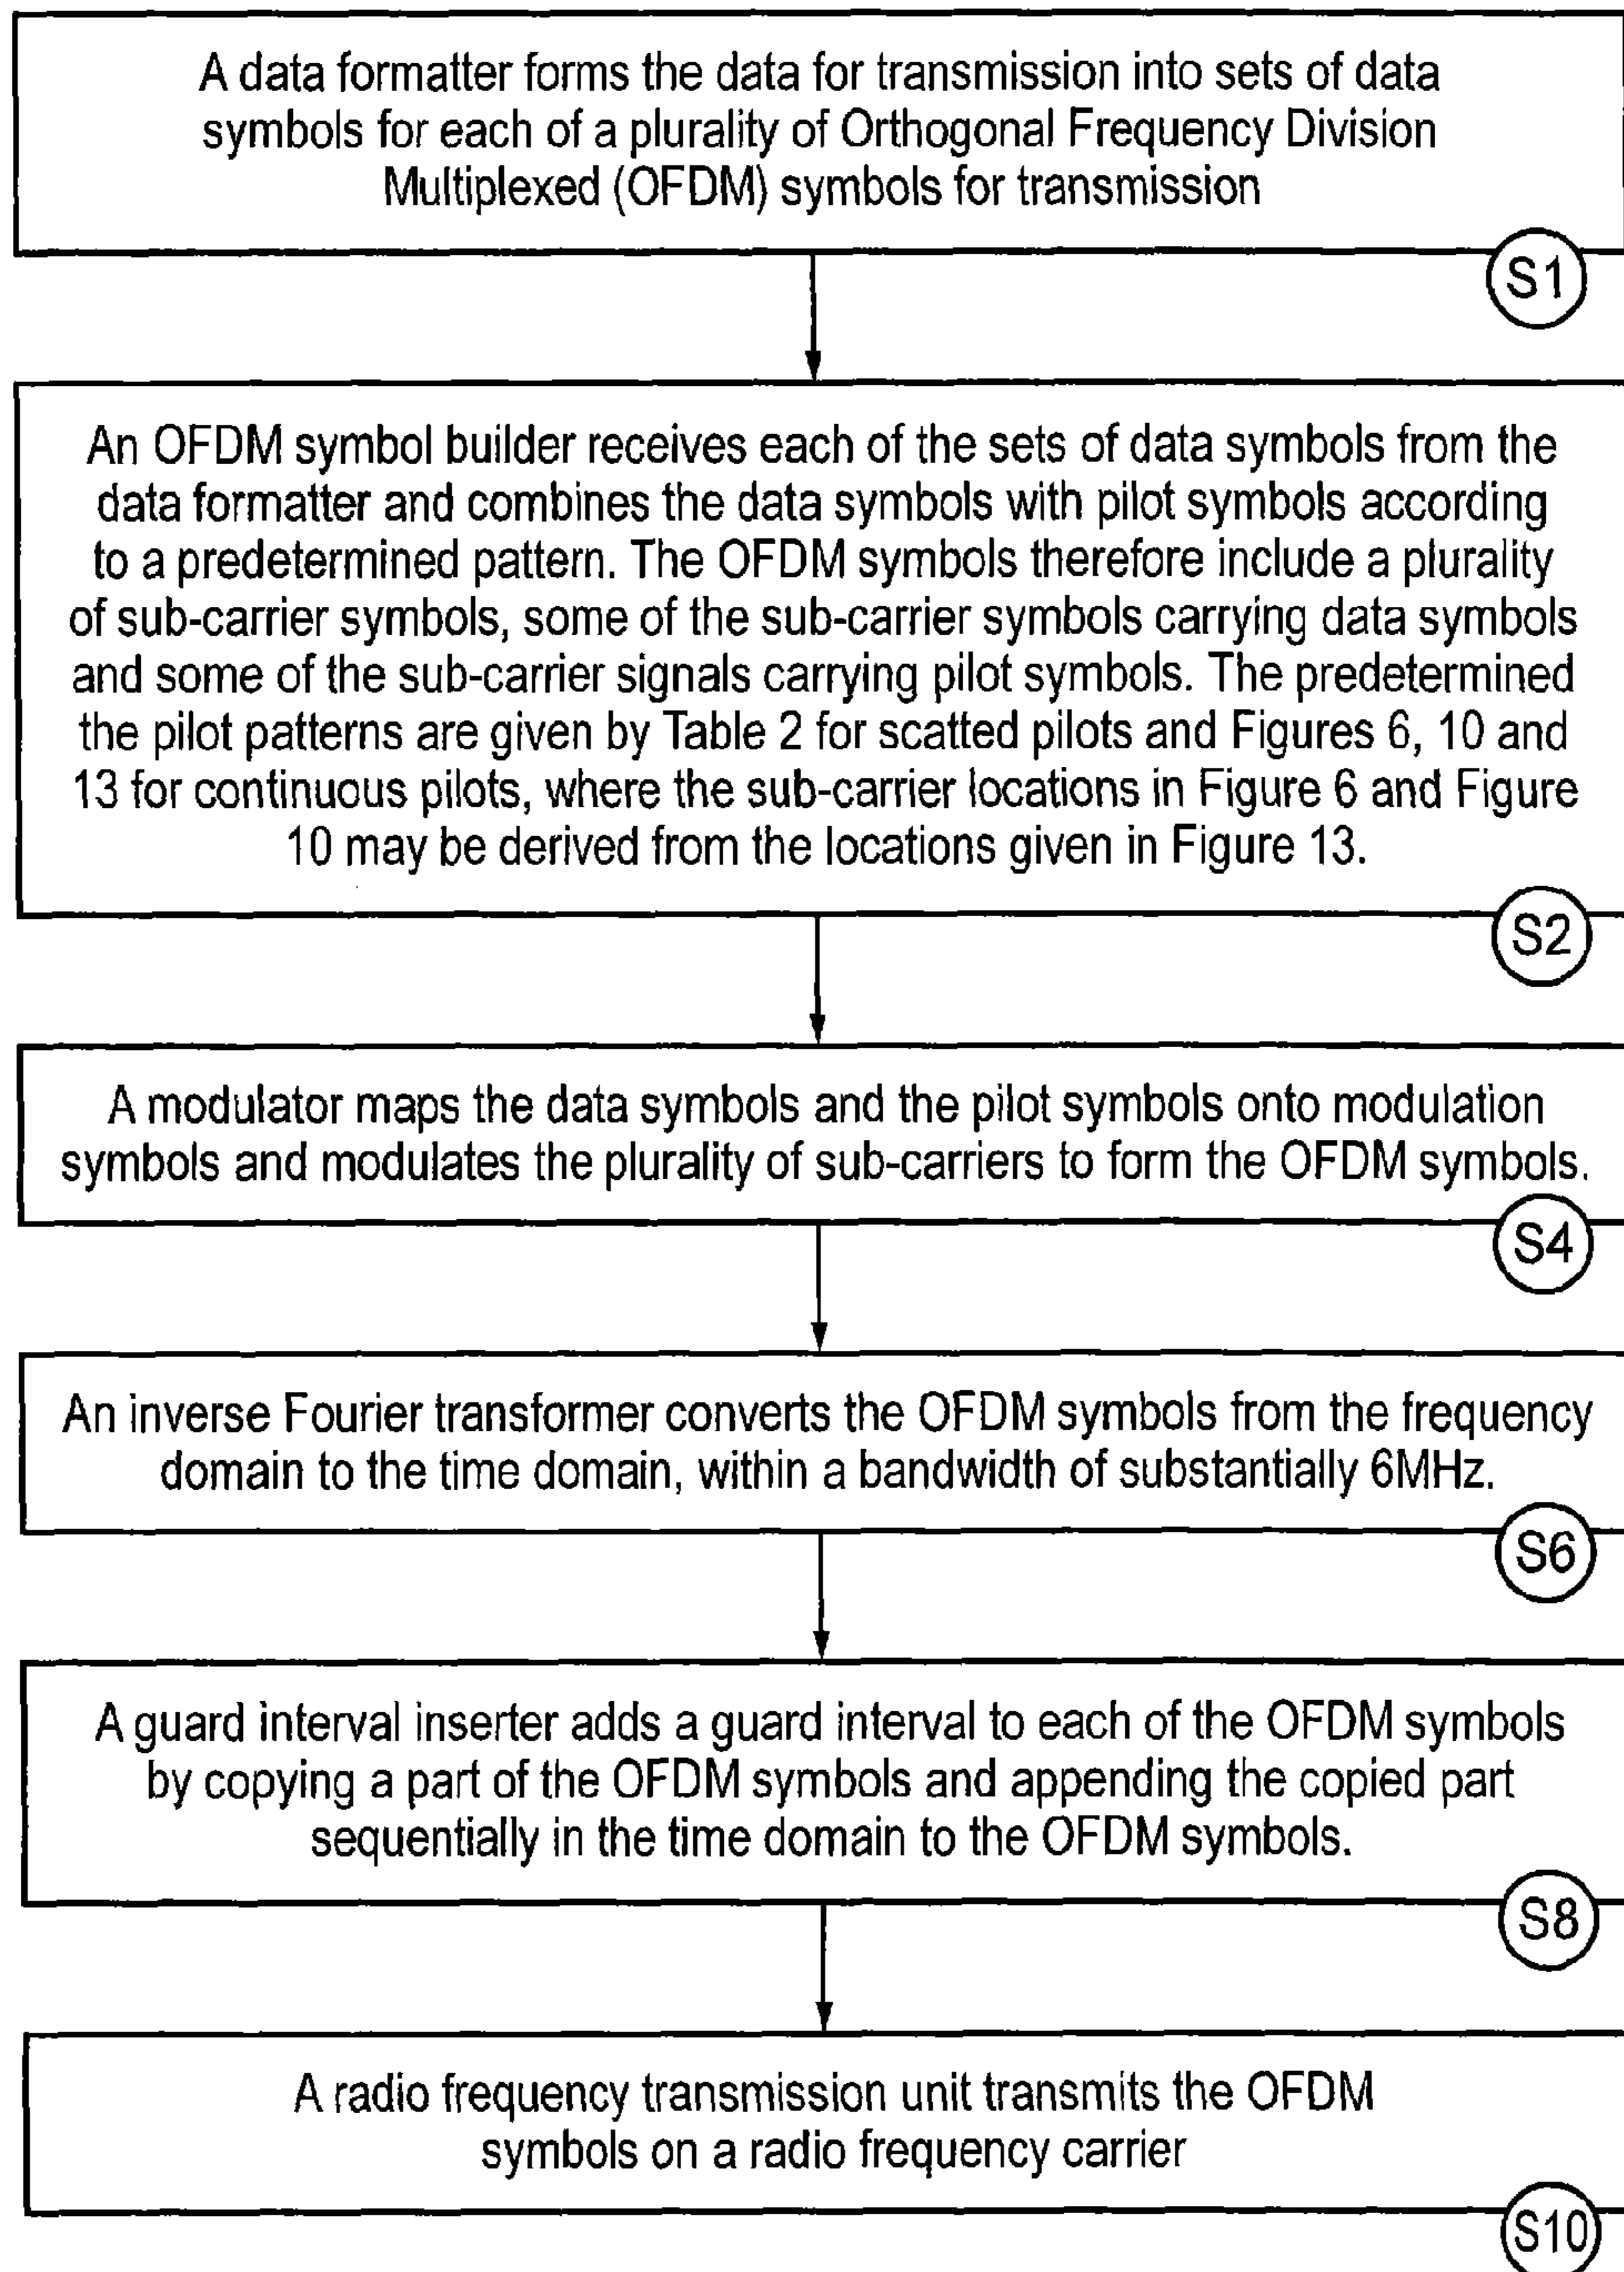 A data formatter forms the data for transmission into sets of data
symbols for each of a plurality of Orthogonal Frequency Division
Multiplexed (OFDM) symbols for transmission
S1
An OFDM symbol builder receives each of the sets of data symbols from the
data formatter and combines the data symbols with pilot symbols according
to a predetermined pattern. The OFDM symbols therefore include a plurality
of sub-carrier symbols, some of the sub-carrier symbols carrying data symbols
and some of the sub-carrier signals carrying pilot symbols. The predetermined
the pilot patterns are given by Table 2 for scatted pilots and Figures 6, 10 and
13 for continuous pilots, where the sub-carrier locations in Figure 6 and Figure
10 may be derived from the locations given in Figure 13.
S2
A modulator maps the data symbols and the pilot symbols onto modulation
symbols and modulates the plurality of sub-carriers to form the OFDM symbols.
S4
An inverse Fourier transformer converts the OFDM symbols from the frequency
domain to the time domain, within a bandwidth of substantially 6MHz.
S6
A guard interval inserter adds a guard interval to each of the OFDM symbols
by copying a part of the OFDM symbols and appending the copied part
sequentially in the time domain to the OFDM symbols.
S8
A radio frequency transmission unit transmits the OFDM
symbols on a radio frequency carrier
S10